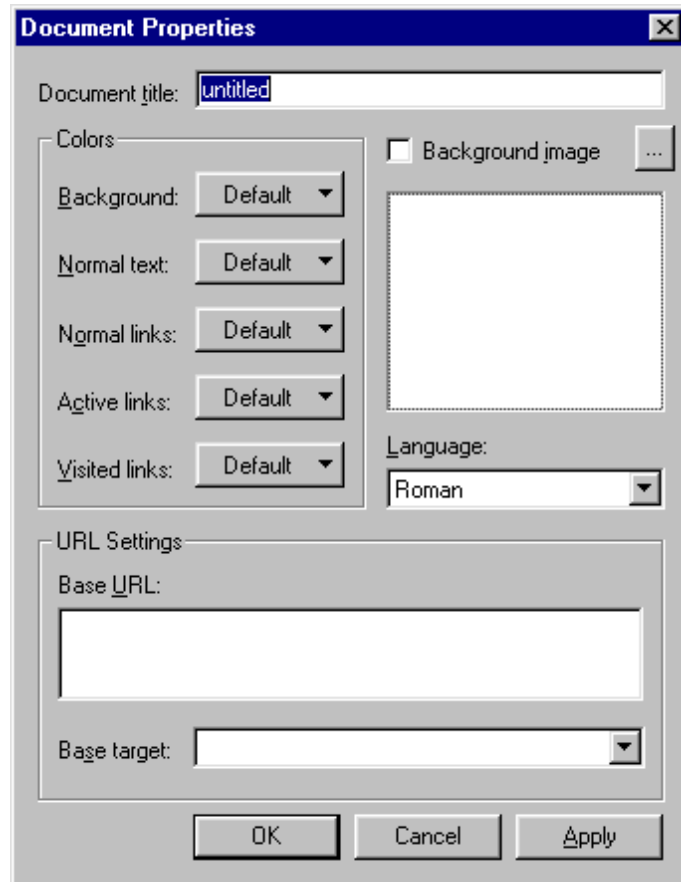 Document Properties
Document title: untitled
Colors
Background: Default
Normal text: Default
Normal links: Default
Active links: Default
Visited links: Default
Background image ...
Language:
Roman
URL Settings
Base URL:
Base target:
OK Cancel Apply